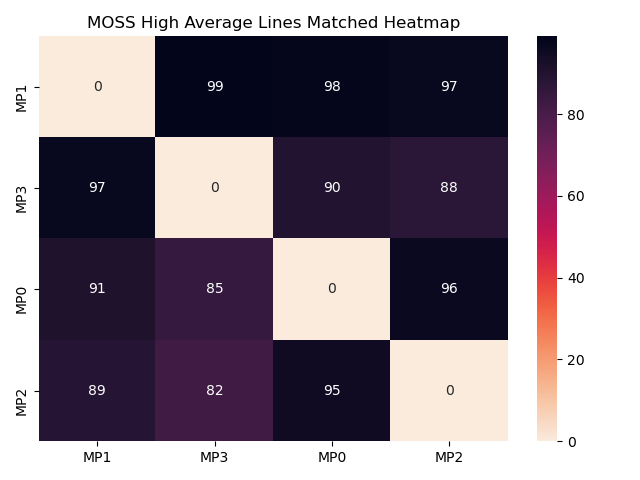 MOSS High Average Lines Matched Heatmap
MP1 0 99 98 97
MP3 97 0 90 88
MP0 91 85 0 96
MP2 89 82 95 0
MP1 MP3 MP0 MP2
80
60
40
20
0